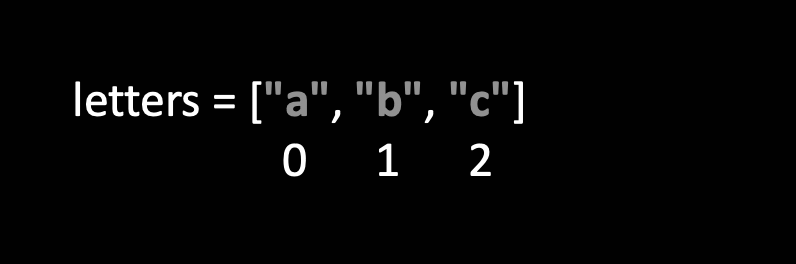 letters = ["a", "b", "c"]
0 1 2